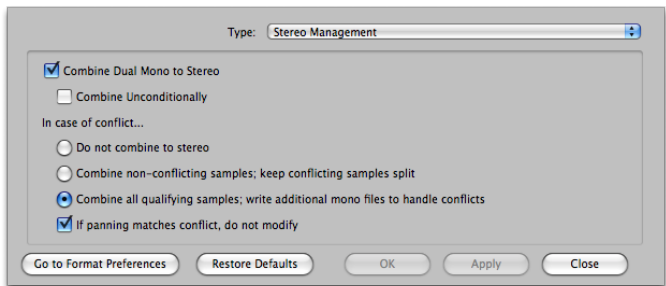 Type: Stereo Management
Combine Dual Mono to Stereo
Combine Unconditionally
In case of conflict...
Do not combine to stereo
Combine non-conflicting samples; keep conflicting samples split
Combine all qualifying samples; write additional mono files to handle conflicts
If panning matches conflict, do not modify
Go to Format Preferences Restore Defaults OK Apply Close